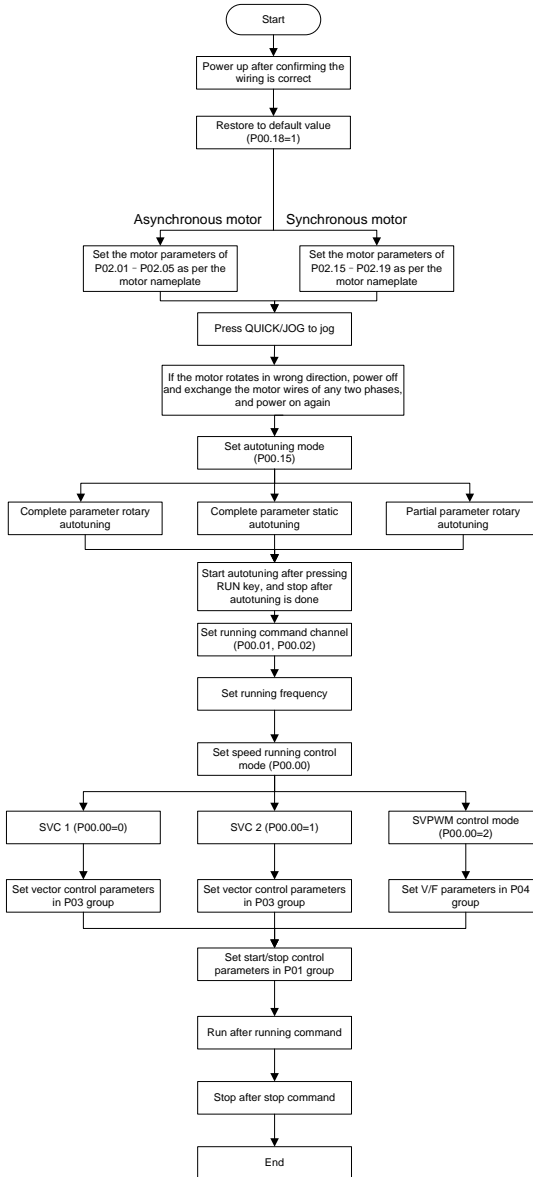 Start
Power up after confirming the
wiring is correct
Restore to default value
(P00.18=1)
Asynchronous motor
Synchronous motor
Set the motor parameters of
P02.01–P02.05 as per the
motor nameplate
Set the motor parameters of
P02.15–P02.19 as per the
motor nameplate
Press QUICK/JOG to jog
If the motor rotates in wrong direction, power off
and exchange the motor wires of any two phases,
and power on again
Set autotuning mode
(P00.15)
Complete parameter rotary
autotuning
Complete parameter static
autotuning
Partial parameter rotary
autotuning
Start autotuning after pressing
RUN key, and stop after
autotuning is done
Set running command channel
(P00.01, P00.02)
Set running frequency
Set speed running control
mode (P00.00)
SVC 1 (P00.00=0)
SVC 2 (P00.00=1)
SVPWM control mode
(P00.00=2)
Set vector control parameters
in P03 group
Set vector control parameters
in P03 group
Set V/F parameters in P04
group
Set start/stop control
parameters in P01 group
Run after running command
Stop after stop command
End